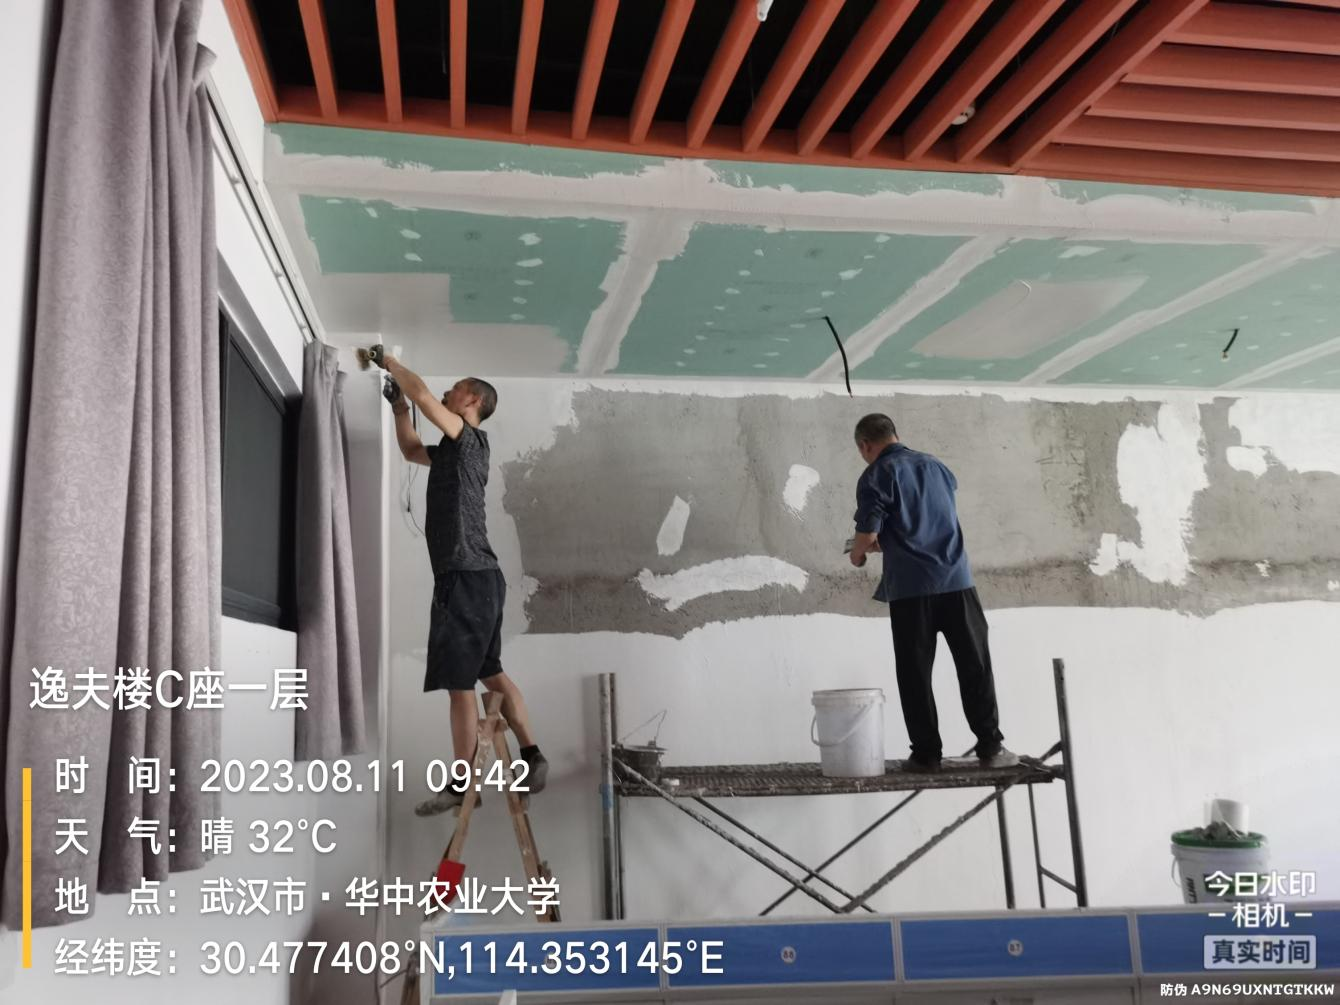 逸夫楼C座一层
时 间：2023.08.11 09:42
天 气：晴 32°C
地 点：武汉市·华中农业大学
经纬度：30.477408°N,114.353145°E
88
87
今日水印
-相机-
真实时间
防伪 A9N69UXNTGTKKW